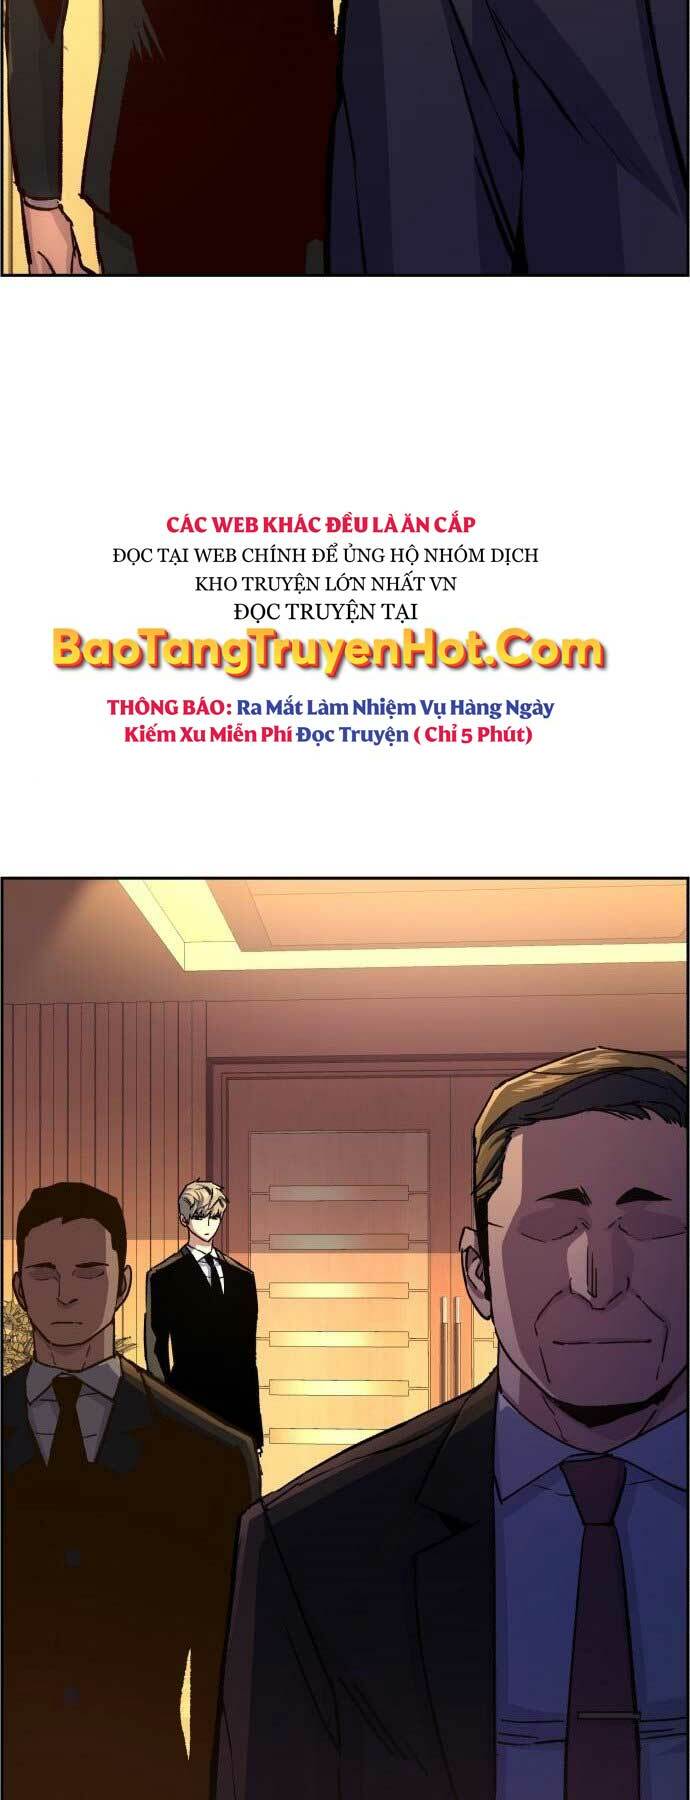 CÁC WEB KHÁC ĐỀU LÀ ĂN CẮP
ĐỌC TẠI WEB CHÍNH ĐỂ ỦNG HỘ NHÓM DỊCH
KHO TRUYỆN LỚN NHẤT VN
ĐỌC TRUYỆN TẠI
BaoTangTruyenHot.Com
THÔNG BÁO: Ra Mắt Làm Nhiệm Vụ Hàng Ngày
Kiếm Xu Miễn Phí Đọc Truyện ( Chỉ 5 Phút)